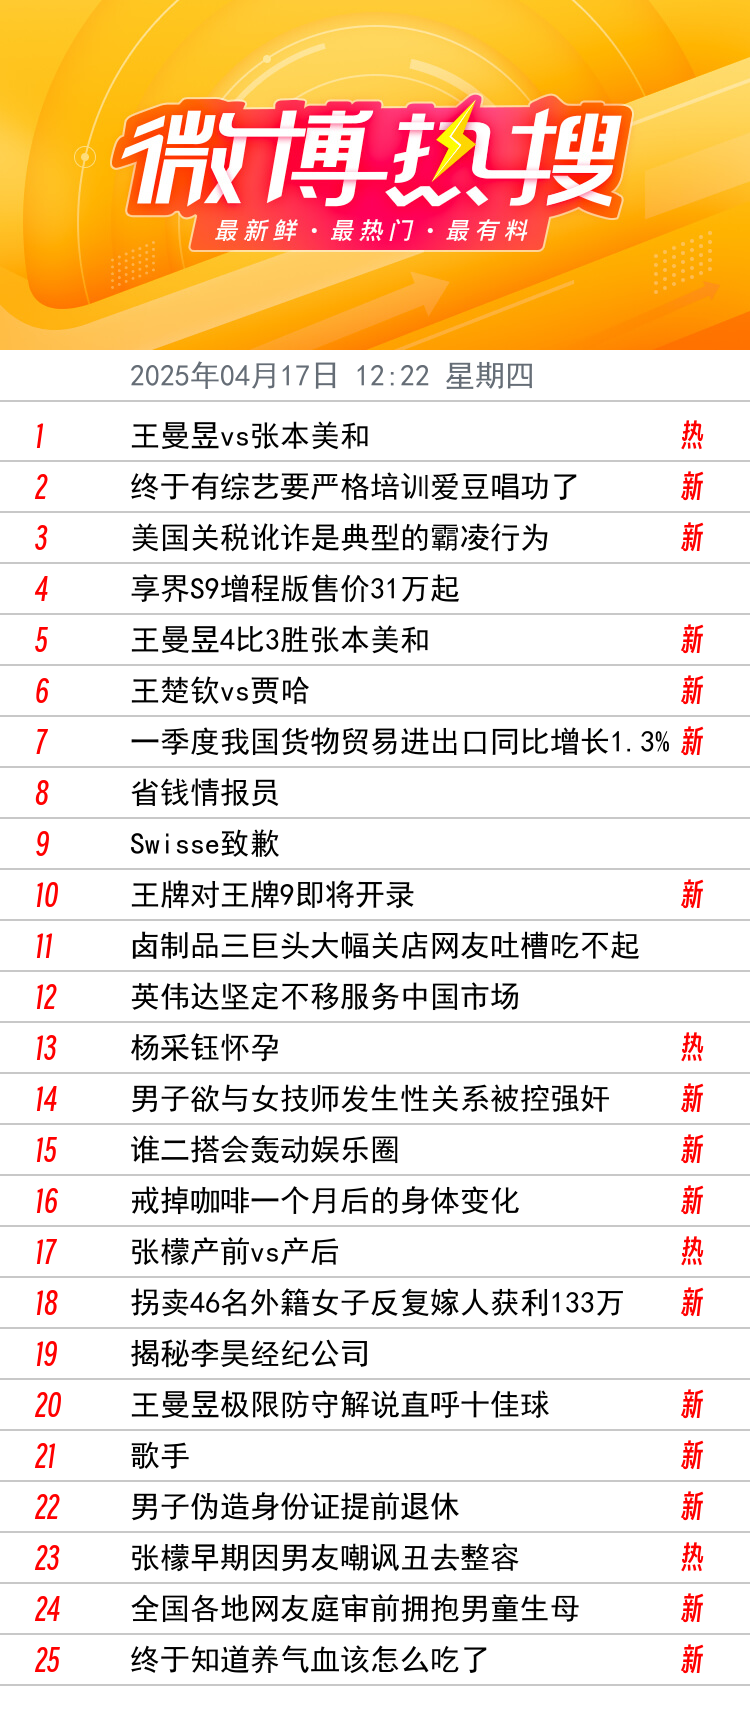 微博热搜
最新鲜·最热门·最有料
2025年04月17日 12:22 星期四
1 王曼昱vs张本美和 热
2 终于有综艺要严格培训爱豆唱功了 新
3 美国关税讹诈是典型的霸凌行为 新
4 享界S9增程版售价31万起
5 王曼昱4比3胜张本美和 新
6 王楚钦vs贾哈 新
7 一季度我国货物贸易进出口同比增长1.3% 新
8 省钱情报员
9 Swisse致歉
10 王牌对王牌9即将开录 新
11 卤制品三巨头大幅关店网友吐槽吃不起
12 英伟达坚定不移服务中国市场
13 杨采钰怀孕 热
14 男子欲与女技师发生性关系被控强奸 新
15 谁二搭会轰动娱乐圈 新
16 戒掉咖啡一个月后的身体变化 新
17 张檬产前vs产后 热
18 拐卖46名外籍女子反复嫁人获利133万 新
19 揭秘李昊经纪公司
20 王曼昱极限防守解说直呼十佳球 新
21 歌手 新
22 男子伪造身份证提前退休 新
23 张檬早期因男友嘲讽丑去整容 热
24 全国各地网友庭审前拥抱男童生母 新
25 终于知道养气血该怎么吃了 新